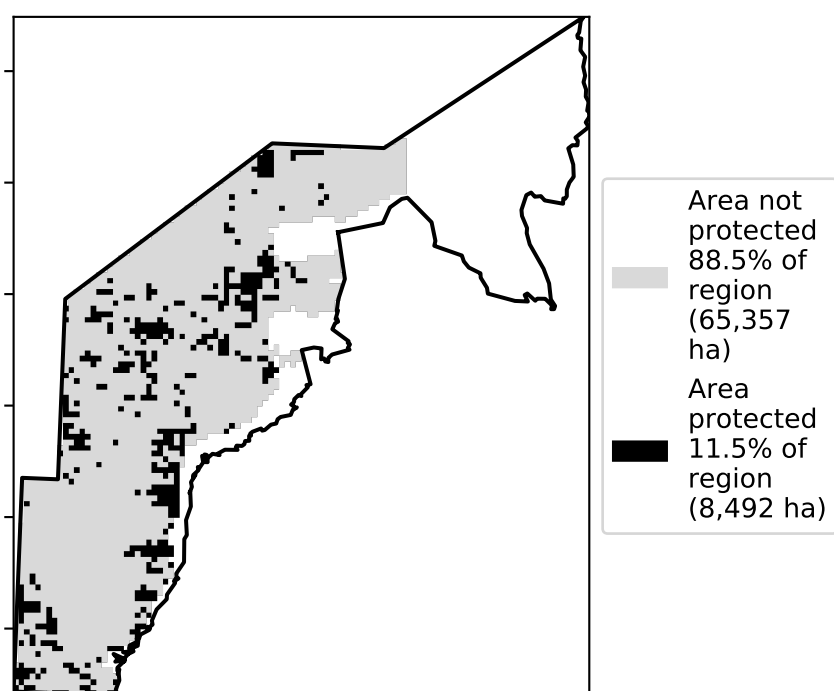 Area not
protected
88.5% of
region
(65,357
ha)
Area
protected
11.5% of
region
(8,492 ha)